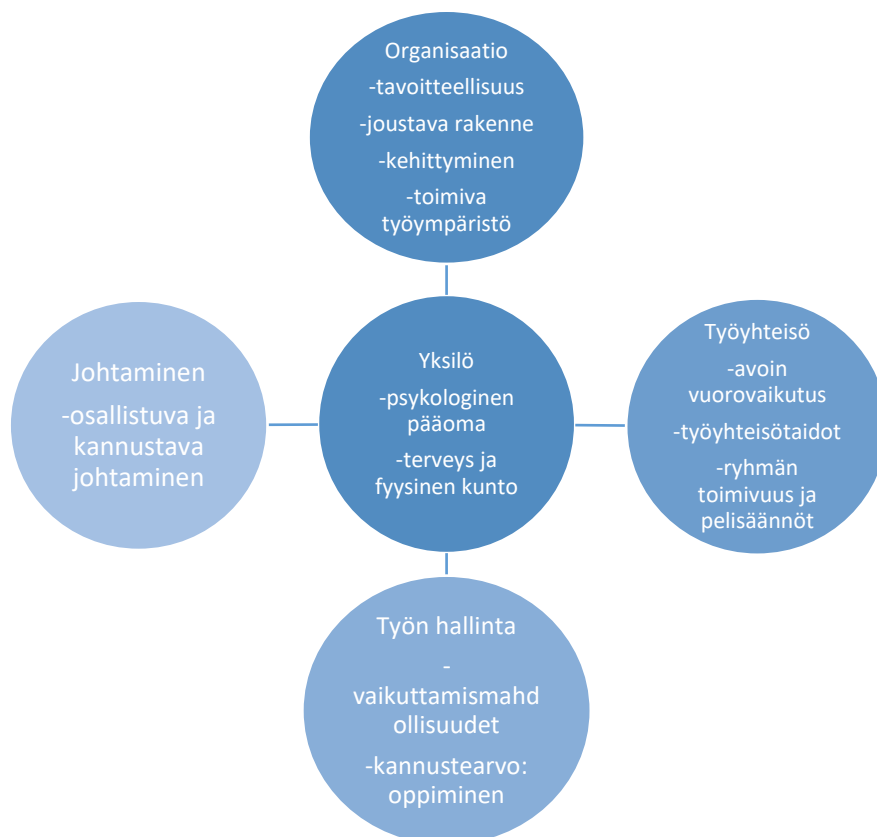 Organisaatio
-tavoitteellisuus
-joustava rakenne
-kehittyminen
-toimiva
työympäristö
Johtaminen
-osallistuva ja
kannustava
johtaminen
Yksilö
-psykologinen
pääoma
-terveys ja
fyysinen kunto
Työyhteisö
-avoin
vuorovaikutus
-työyhteisötaidot
-ryhmän
toimivuus ja
pelisäännöt
Työn hallinta
-
vaikuttamismahd
ollisuudet
-kannustearvo:
oppiminen